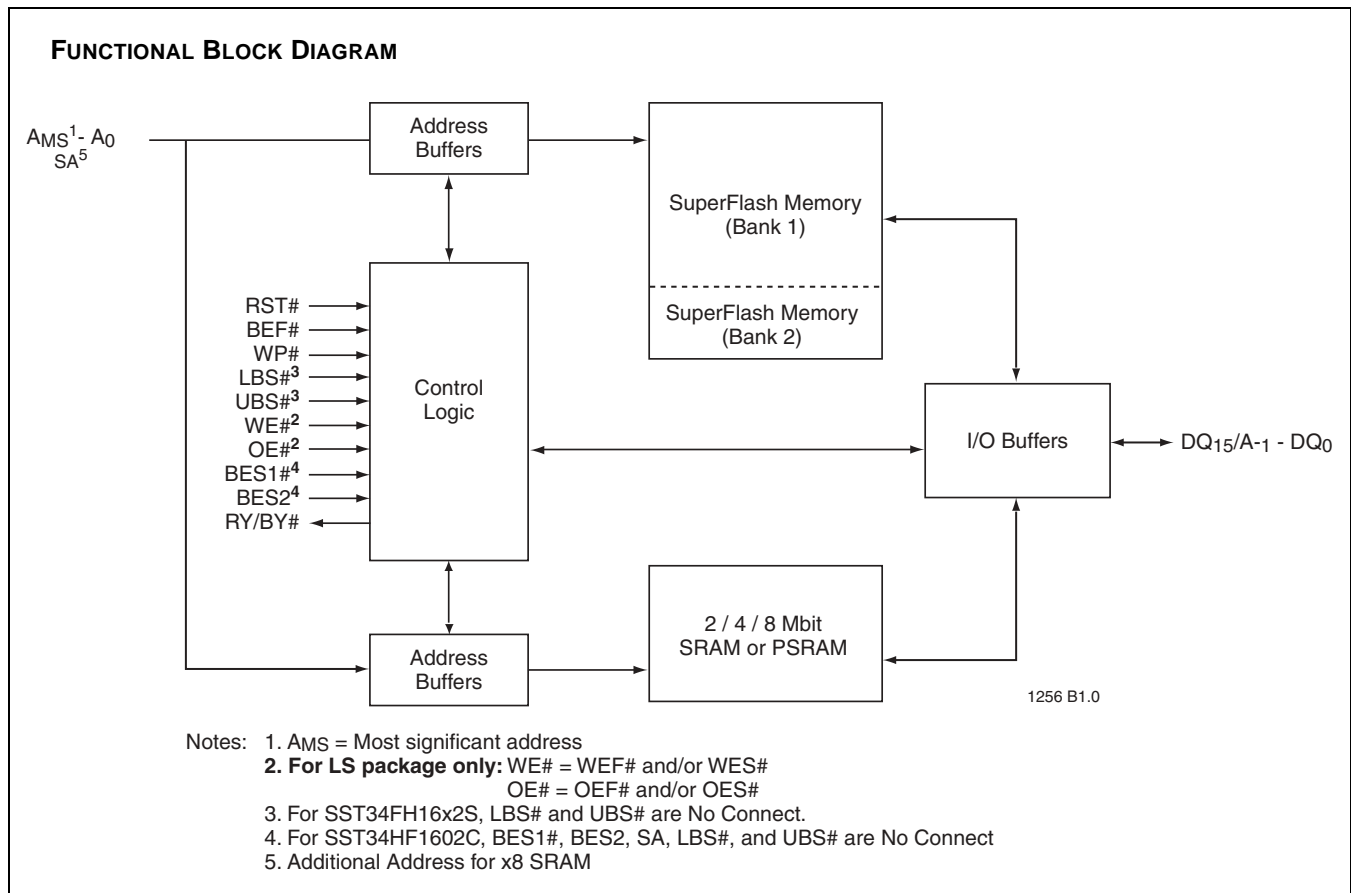 FUNCTIONAL BLOCK DIAGRAM
AMS1- A0
SA5
Address
Buffers
SuperFlash Memory
(Bank 1)
SuperFlash Memory
(Bank 2)
RST#
BEF#
WP#
LBS#3
UBS#3
WE#2
OE#2
BES1#4
BES24
RY/BY#
Control
Logic
I/O Buffers
DQ15/A-1 - DQ0
Address
Buffers
2 / 4 / 8 Mbit
SRAM or PSRAM
1256 B1.0
Notes: 1. AMS = Most significant address
2. For LS package only: WE# = WEF# and/or WES#
OE# = OEF# and/or OES#
3. For SST34FH16x2S, LBS# and UBS# are No Connect.
4. For SST34HF1602C, BES1#, BES2, SA, LBS#, and UBS# are No Connect
5. Additional Address for x8 SRAM